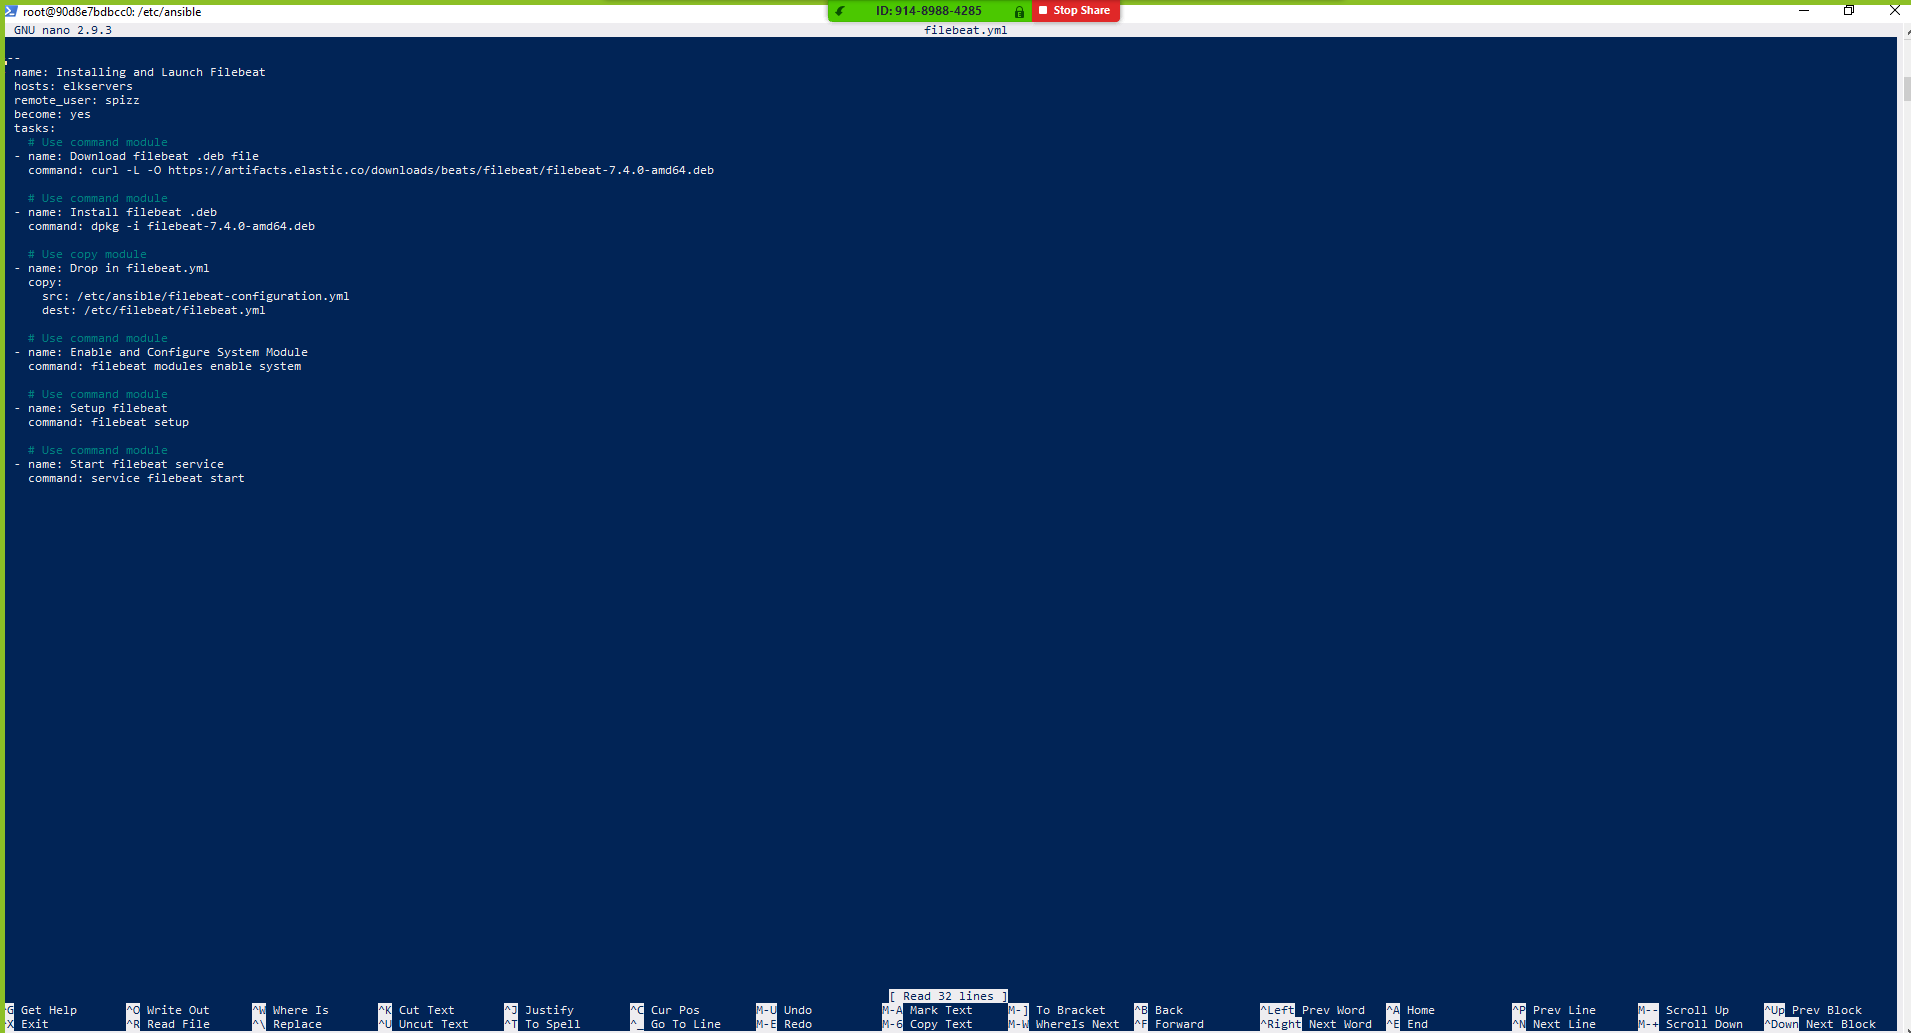 root@90d8e7bdbcc0: /etc/ansible
ID: 914-8988-4285 Stop Share
GNU nano 2.9.3 filebeat.yml
--
name: Installing and Launch Filebeat
hosts: elkservers
remote_user: spizz
become: yes
tasks:
# Use command module
- name: Download filebeat .deb file
command: curl -L -O https://artifacts.elastic.co/downloads/beats/filebeat/filebeat-7.4.0-amd64.deb
# Use command module
- name: Install filebeat .deb
command: dpkg -i filebeat-7.4.0-amd64.deb
# Use copy module
- name: Drop in filebeat.yml
copy:
src: /etc/ansible/filebeat-configuration.yml
dest: /etc/filebeat/filebeat.yml
# Use command module
- name: Enable and Configure System Module
command: filebeat modules enable system
# Use command module
- name: Setup filebeat
command: filebeat setup
# Use command module
- name: Start filebeat service
command: service filebeat start
[ Read 32 lines ]
^G Get Help ^O Write Out ^W Where Is ^K Cut Text ^J Justify ^C Cur Pos M-U Undo M-A Mark Text M-] To Bracket ^B Back ^Left Prev Word ^A Home ^P Prev Line M-- Scroll Up ^Up Prev Block
^X Exit ^R Read File ^\ Replace ^U Uncut Text ^T To Spell ^_ Go To Line M-E Redo M-6 Copy Text M-W WhereIs Next ^F Forward ^Right Next Word ^E End ^N Next Line M-+ Scroll Down ^Down Next Block